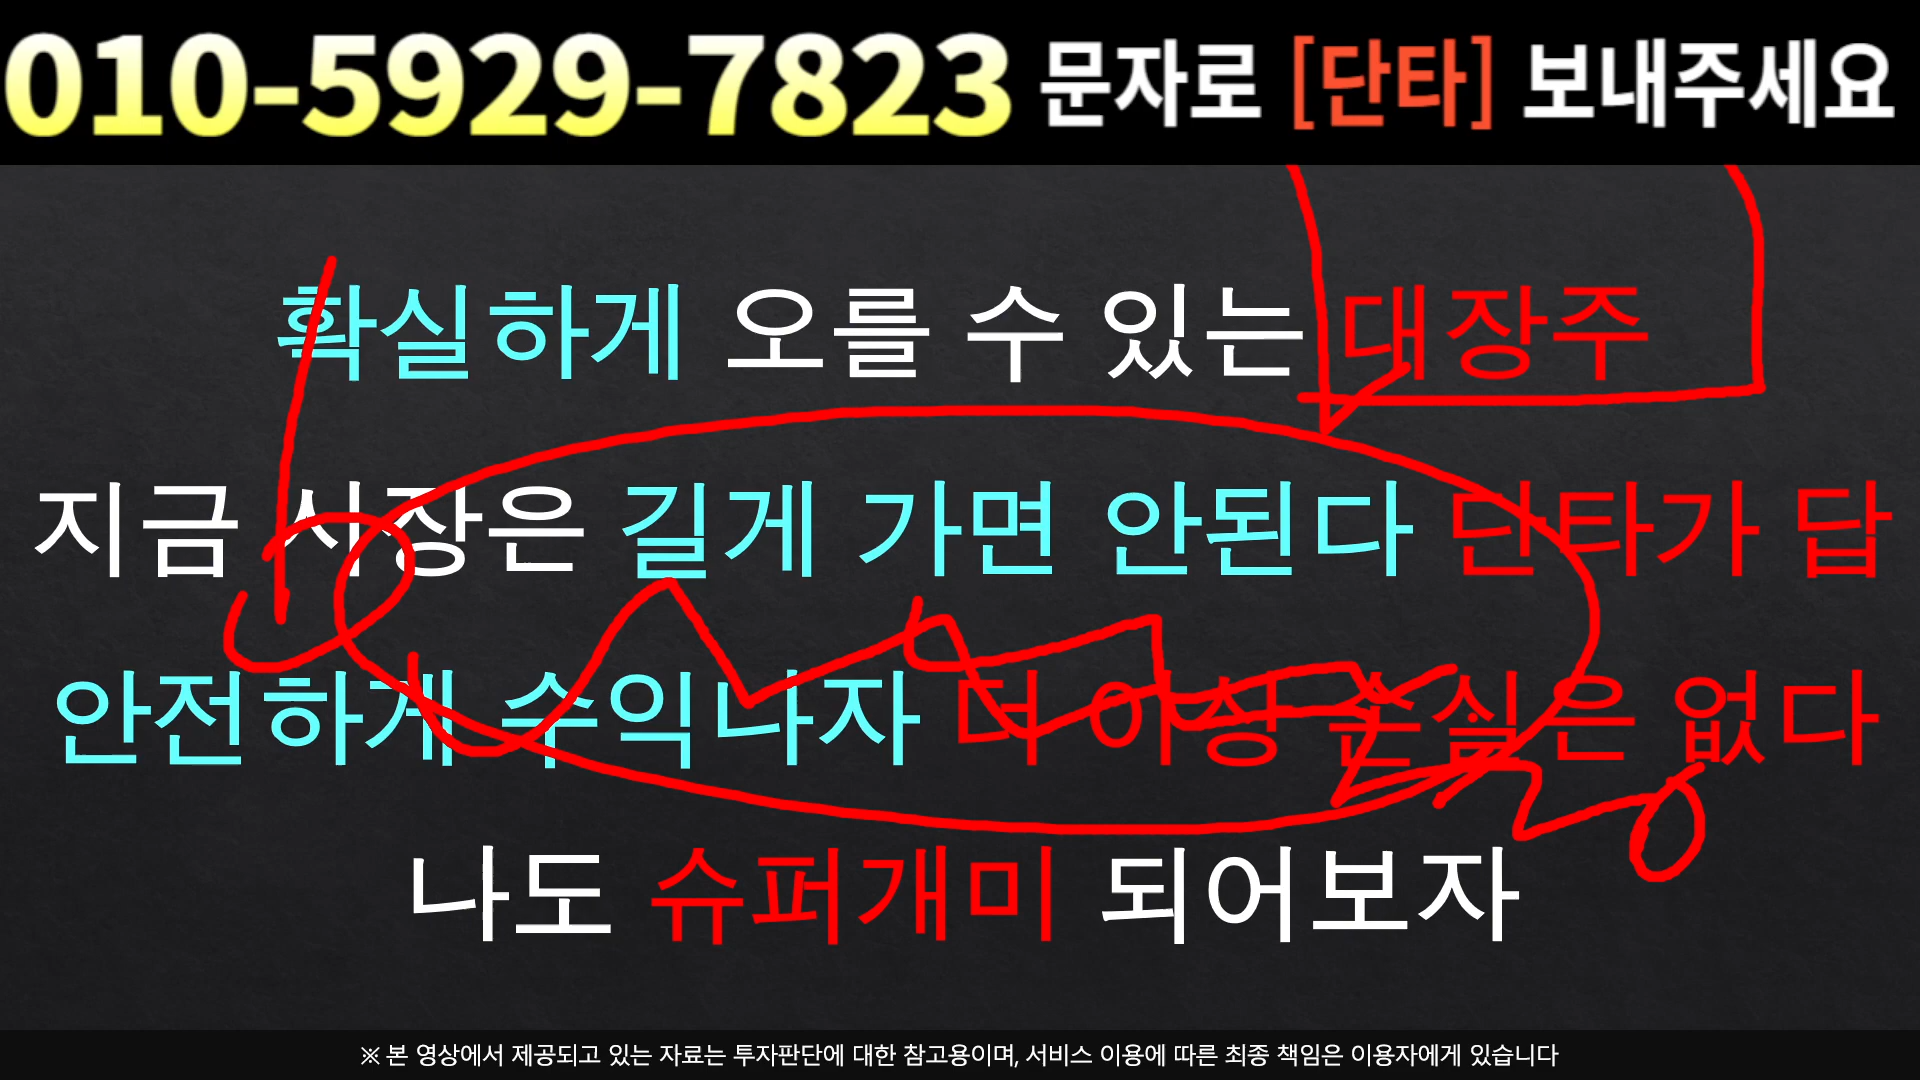 010-5929-7823 문자로 [단타] 보내주세요
확실하게 오를 수 있는 대장주
지금 시장은 길게 가면 안된다 단타가 답
안전하게 수익나자 더 이상 손실은 없다
나도 슈퍼개미 되어보자
※ 본 영상에서 제공되고 있는 자료는 투자판단에 대한 참고용이며, 서비스 이용에 따른 최종 책임은 이용자에게 있습니다